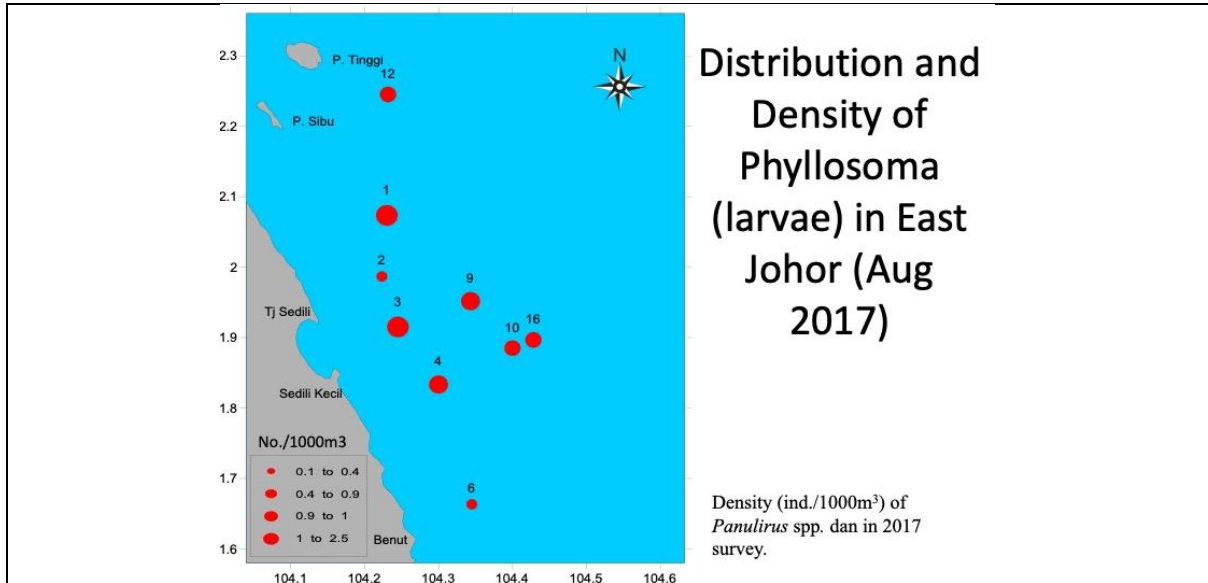 Distribution and
Density of
Phyllosoma
(larvae) in East
Johor (Aug
2017)
N
2.3
P. Tinggi
12
2.2
P. Sibu
2.1
1
2
2
9
3
Tj Sedili
10
16
1.9
4
Sedili Kecil
1.8
No./1000m3
0.1 to 0.4
0.4 to 0.9
0.9 to 1
1 to 2.5
1.7
6
Benut
1.6
104.1 104.2 104.3 104.4 104.5 104.6
Density (ind./1000m³) of
Panulirus spp. dan in 2017
survey.